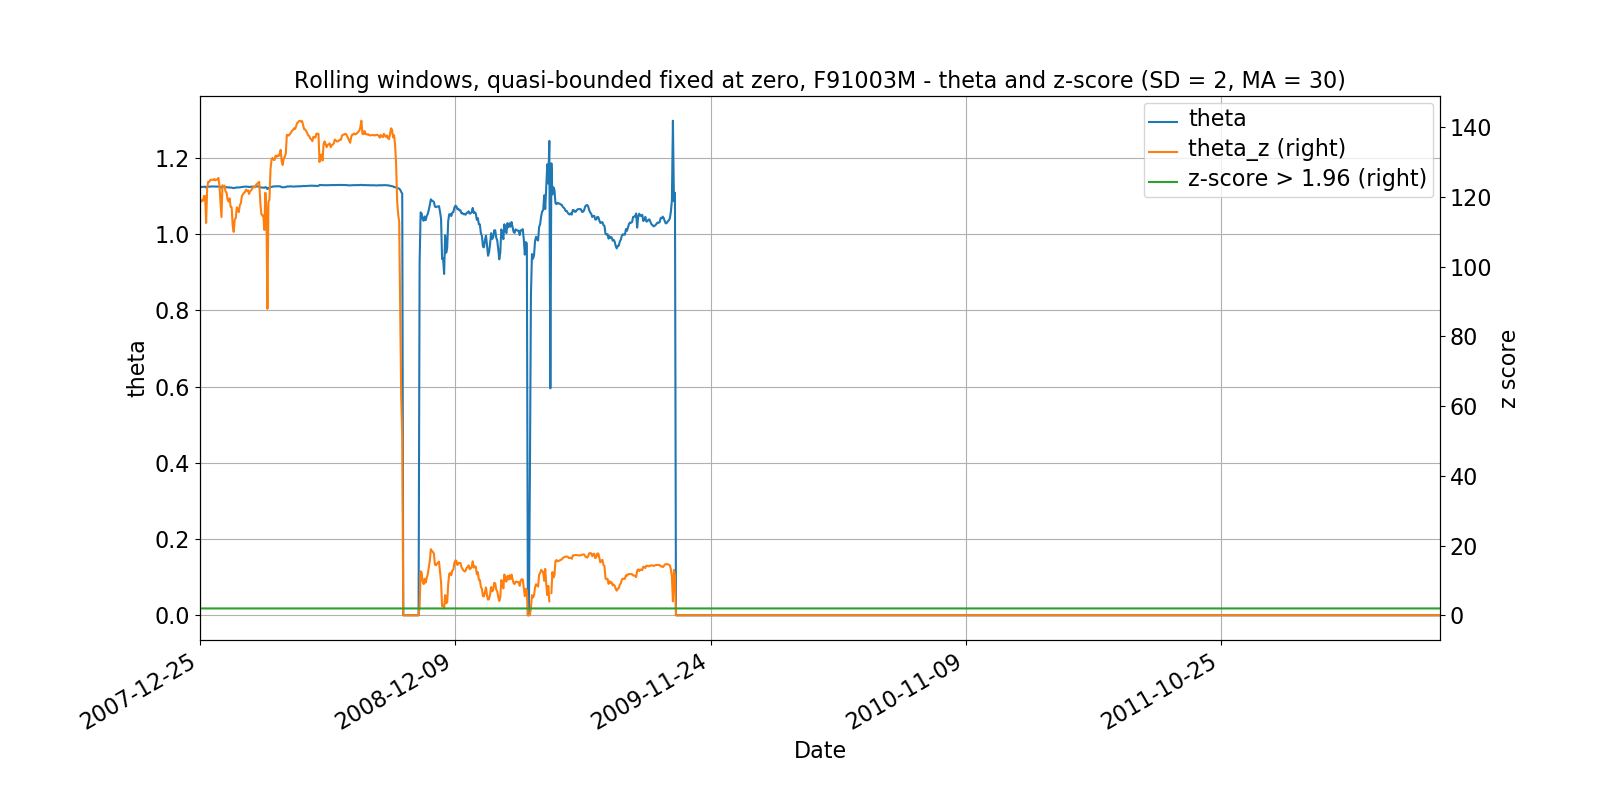 Rolling windows, quasi-bounded fixed at zero, F91003M - theta and z-score (SD = 2, MA = 30)
theta
theta_z (right)
z-score > 1.96 (right)
1.2
1.0
0.8
0.6
0.4
0.2
0.0
theta
140
120
100
80
60
40
20
0
z score
2007-12-25
2008-12-09
2009-11-24
2010-11-09
2011-10-25
Date